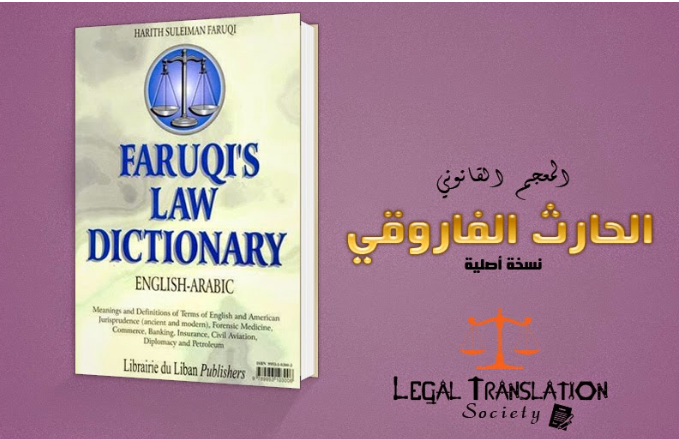 HARITH SULEIMAN FARUQI
FARUQI'S
LAW
DICTIONARY
ENGLISH-ARABIC
Meanings and Definitions of Terms of English and American
Jurisprudence (ancient and modern), Forensic Medicine,
Commerce, Banking, Insurance, Civil Aviation,
Diplomacy and Petroleum
Librairie du Liban Publishers
المعجم القانوني
الحارث الفاروقي
نسخة أصلية
LEGAL TRANSLATION
Society